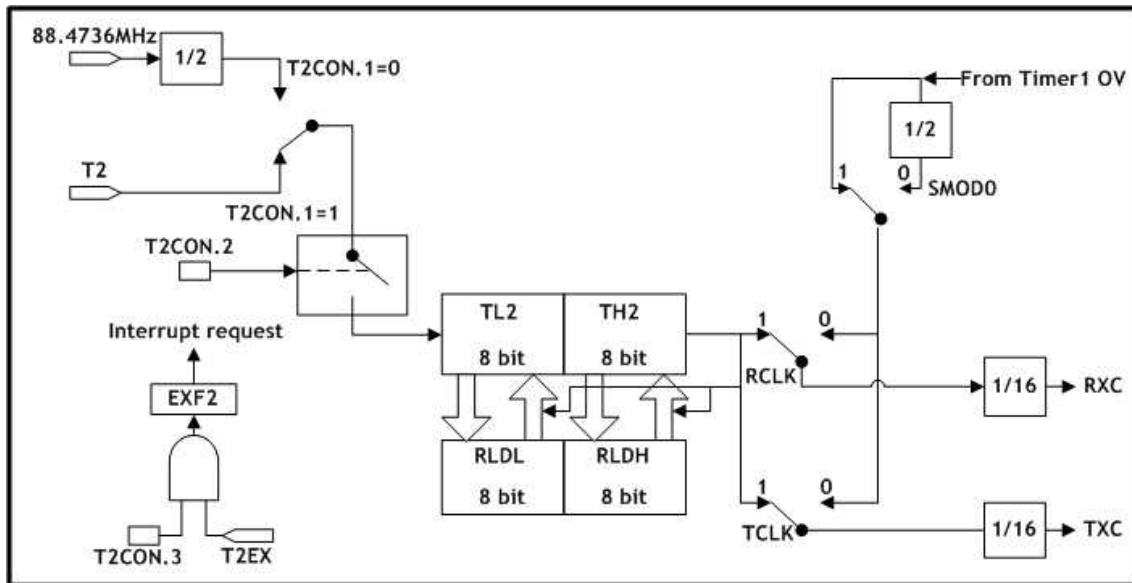 88.4736MHz
1/2
T2CON.1=0
From Timer1 OV
1/2
1
0
SMOD0
T2
T2CON.1=1
T2CON.2
TL2
TH2
8 bit
8 bit
1
0
RCLK
1/16
RXC
Interrupt request
EXF2
RLDL
RLDH
8 bit
8 bit
1
0
TCLK
1/16
TXC
T2CON.3
T2EX